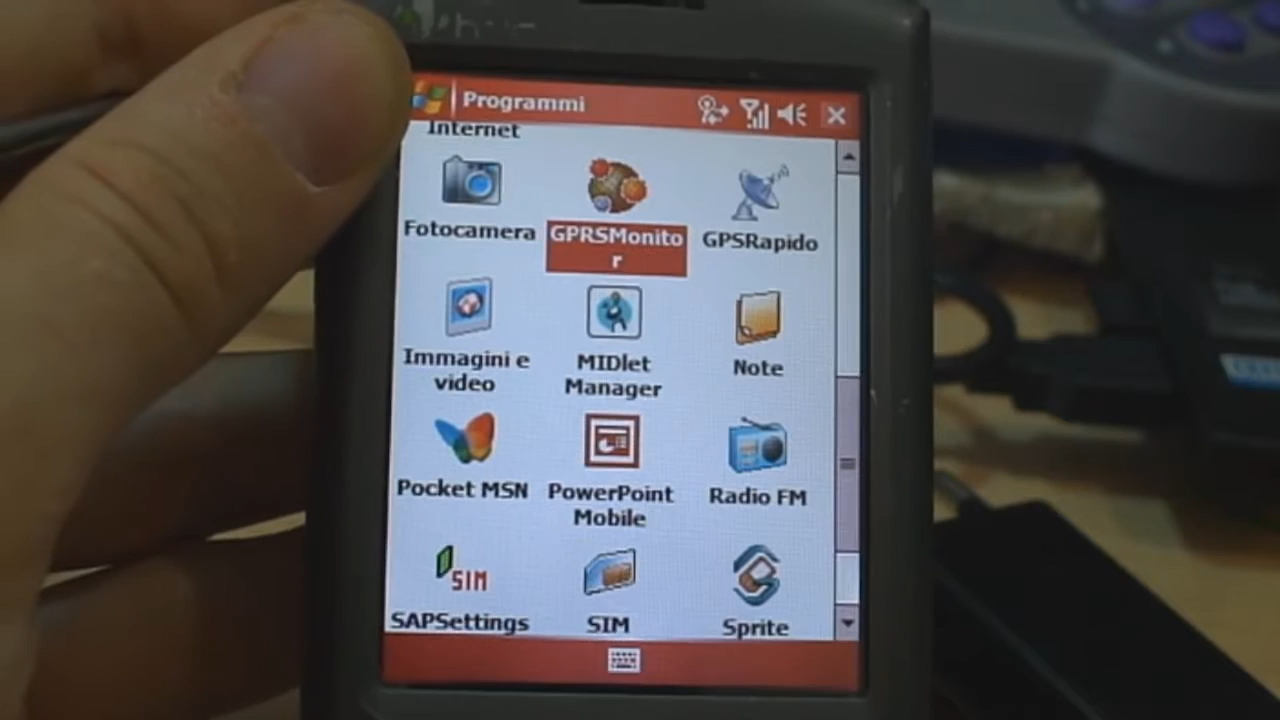 Programmi
Internet
Fotocamera
GPRSMonito
r
GPSRapido
Immagini e
video
MIDlet
Manager
Note
Pocket MSN
PowerPoint
Mobile
Radio FM
SIM
SAPSettings
SIM
Sprite